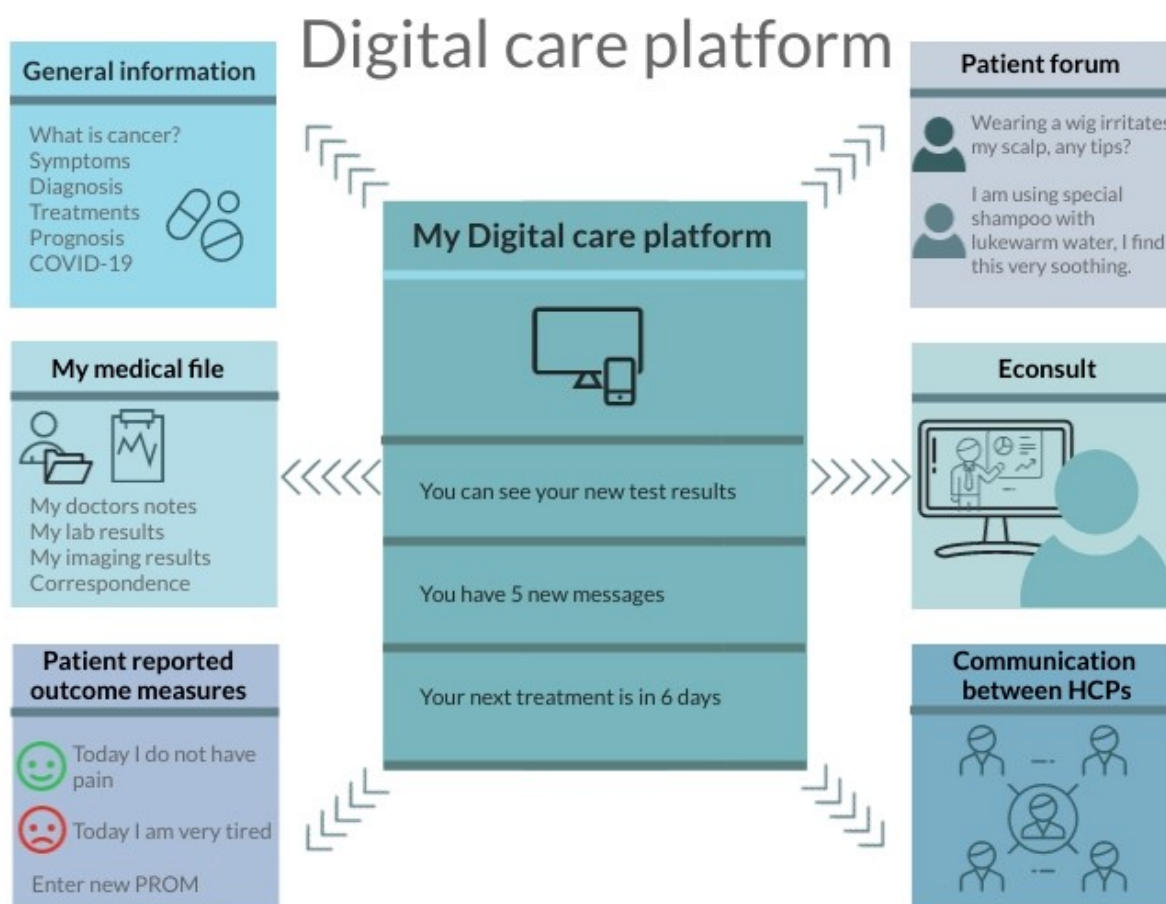 Digital care platform
General information
What is cancer?
Symptoms
Diagnosis
Treatments
Prognosis
COVID-19
My medical file
My doctors notes
My lab results
My imaging results
Correspondence
Patient reported
outcome measures
Today I do not have
pain
Today I am very tired
Enter new PROM
My Digital care platform
You can see your new test results
You have 5 new messages
Your next treatment is in 6 days
Patient forum
Wearing a wig irritates
my scalp, any tips?
I am using special
shampoo with
lukewarm water, I find
this very soothing.
Econsult
Communication
between HCPs